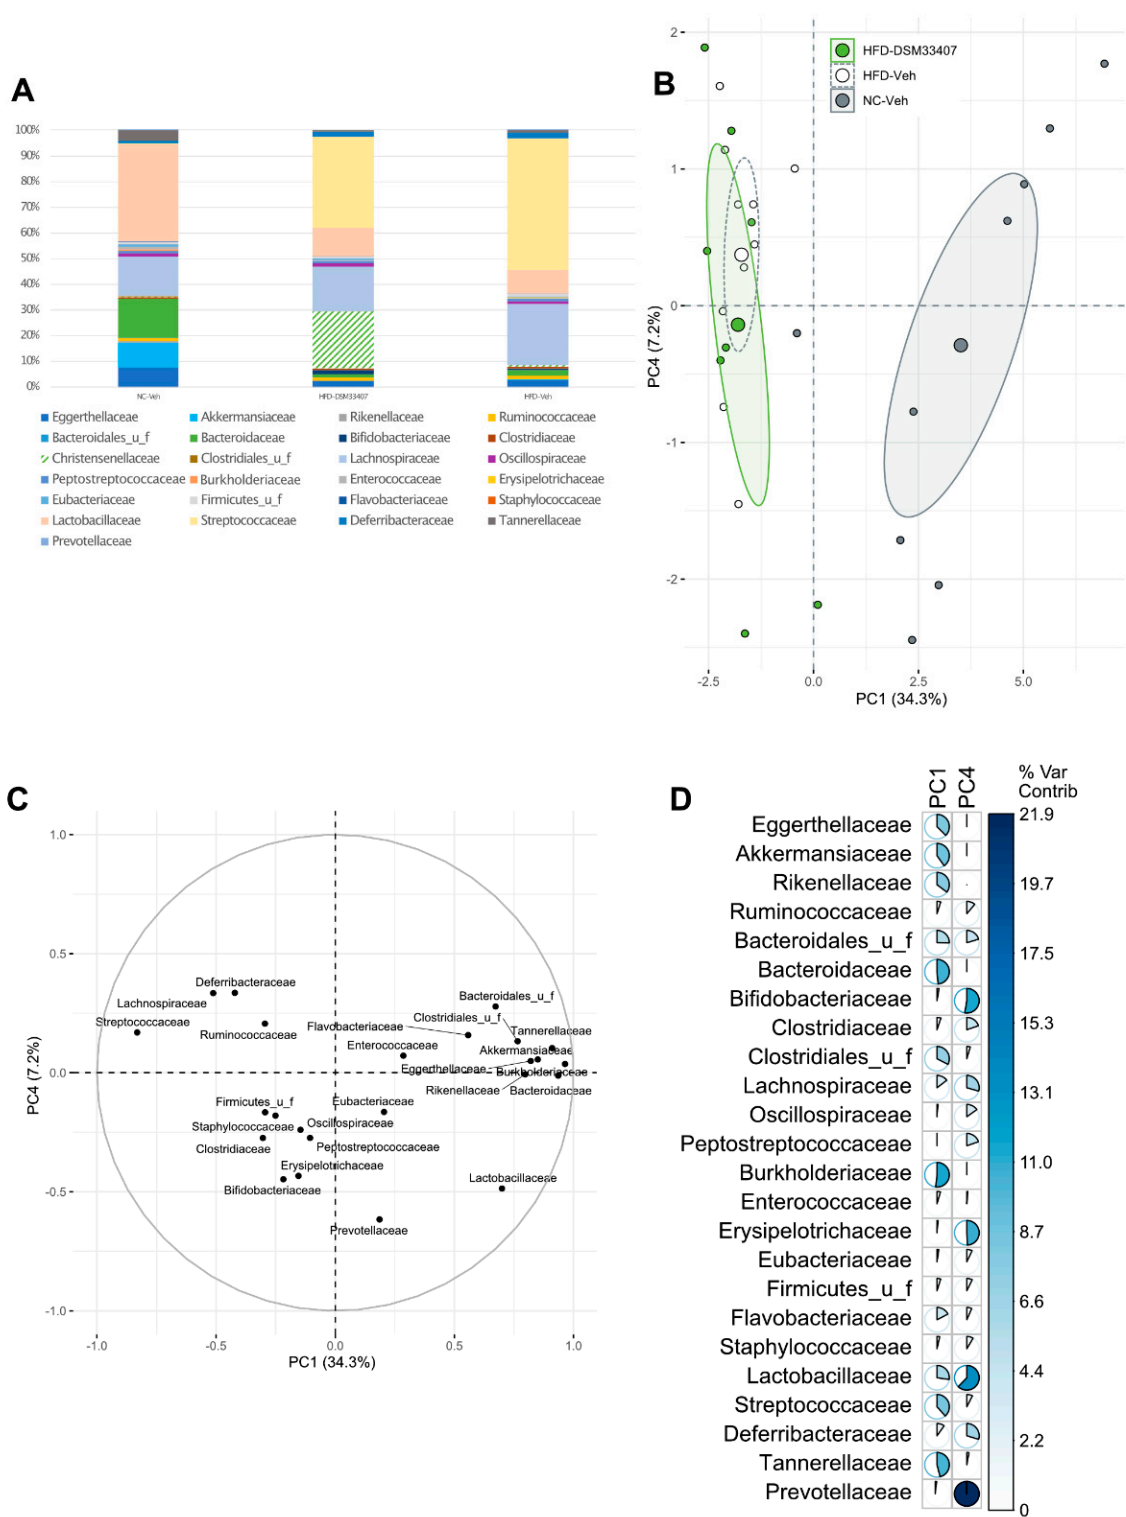 A
100%
90%
80%
70%
60%
50%
40%
30%
20%
10%
0%
NC-Veh HFD-DSM33407 HFD-Veh
Eggerthellaceae Akkermansiaceae Rikenellaceae Ruminococcaceae
Bacteroidales_u_f Bacteroidaceae Bifidobacteriaceae Clostridiaceae
Christensenellaceae Clostridiales_u_f Lachnospiraceae Oscillospiraceae
Peptostreptococcaceae Burkholderiaceae Enterococcaceae Erysipelotrichaceae
Eubacteriaceae Firmicutes_u_f Flavobacteriaceae Staphylococcaceae
Lactobacillaceae Streptococcaceae Deferribacteraceae Tannerellaceae
Prevotellaceae
B
HFD-DSM33407
HFD-Veh
NC-Veh
2
1
0
-1
-2
PC4 (7.2%)
-2.5 0.0 2.5 5.0
PC1 (34.3%)
C
1.0
0.5
0.0
-0.5
-1.0
PC4 (7.2%)
Deferribacteraceae
Lachnospiraceae
Streptococcaceae
Ruminococcaceae
Bacteroidales_u_f
Clostridiales_u_f
Flavobacteriaceae
Tannerellaceae
Enterococcaceae
Akkermansiaceae
Eggerthellaceae
Burkholderiaceae
Rikenellaceae
Bacteroidaceae
Firmicutes_u_f
Eubacteriaceae
Staphylococcaceae
Oscillospiraceae
Clostridiaceae
Peptostreptococcaceae
Erysipelotrichaceae
Bifidobacteriaceae
Lactobacillaceae
Prevotellaceae
-1.0 -0.5 0.0 0.5 1.0
PC1 (34.3%)
D
PC1 PC4
% Var
Contrib
Eggerthellaceae
Akkermansiaceae
Rikenellaceae
Ruminococcaceae
Bacteroidales_u_f
Bacteroidaceae
Bifidobacteriaceae
Clostridiaceae
Clostridiales_u_f
Lachnospiraceae
Oscillospiraceae
Peptostreptococcaceae
Burkholderiaceae
Enterococcaceae
Erysipelotrichaceae
Eubacteriaceae
Firmicutes_u_f
Flavobacteriaceae
Staphylococcaceae
Lactobacillaceae
Streptococcaceae
Deferribacteraceae
Tannerellaceae
Prevotellaceae
21.9
19.7
17.5
15.3
13.1
11.0
8.7
6.6
4.4
2.2
0